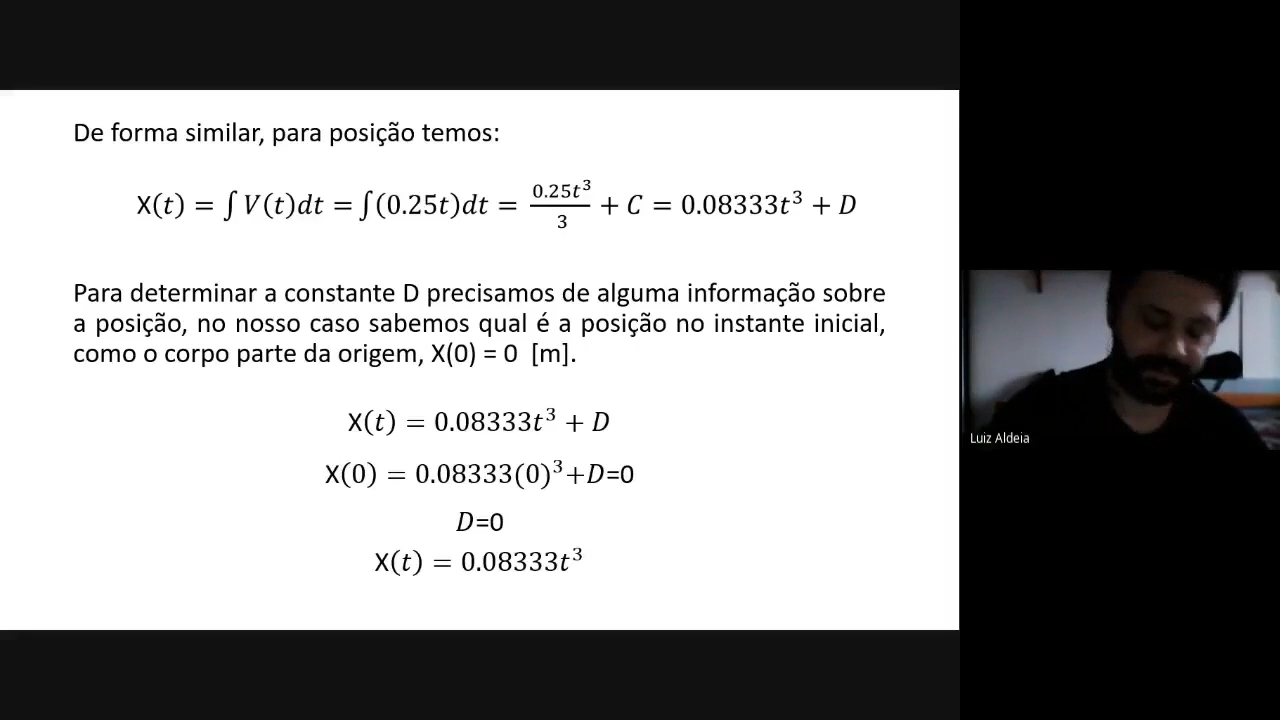 De forma similar, para posição temos:
X(t) = ∫ V(t)dt = ∫(0.25t)dt = 0.25t³/3 + C = 0.08333t³ + D
Para determinar a constante D precisamos de alguma informação sobre
a posição, no nosso caso sabemos qual é a posição no instante inicial,
como o corpo parte da origem, X(0) = 0 [m].
X(t) = 0.08333t³ + D
X(0) = 0.08333(0)³+D=0
D=0
X(t) = 0.08333t³
Luiz Aldeia